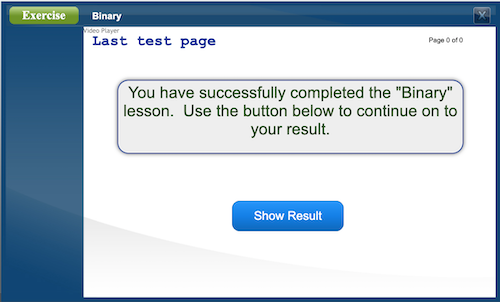 Exercise Binary X
Video Player
Last test page Page 0 of 0
You have successfully completed the "Binary"
lesson. Use the button below to continue on to
your result.
Show Result